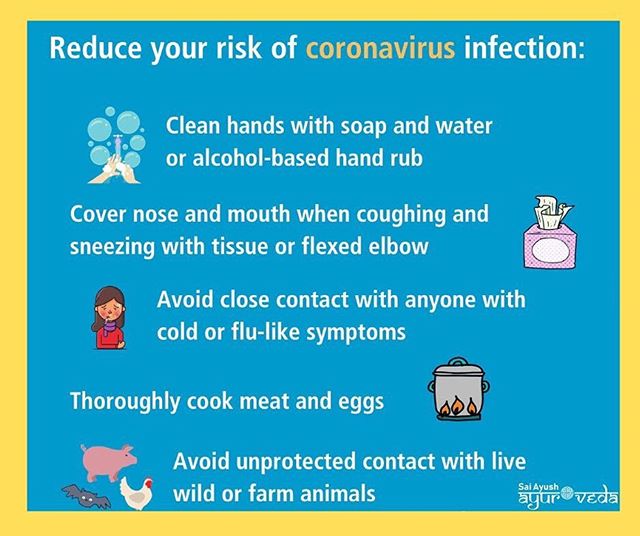 Reduce your risk of coronavirus infection:
Clean hands with soap and water
or alcohol-based hand rub
Cover nose and mouth when coughing and
sneezing with tissue or flexed elbow
Avoid close contact with anyone with
cold or flu-like symptoms
Thoroughly cook meat and eggs
Avoid unprotected contact with live
wild or farm animals
Sai Ayush
ayurveda